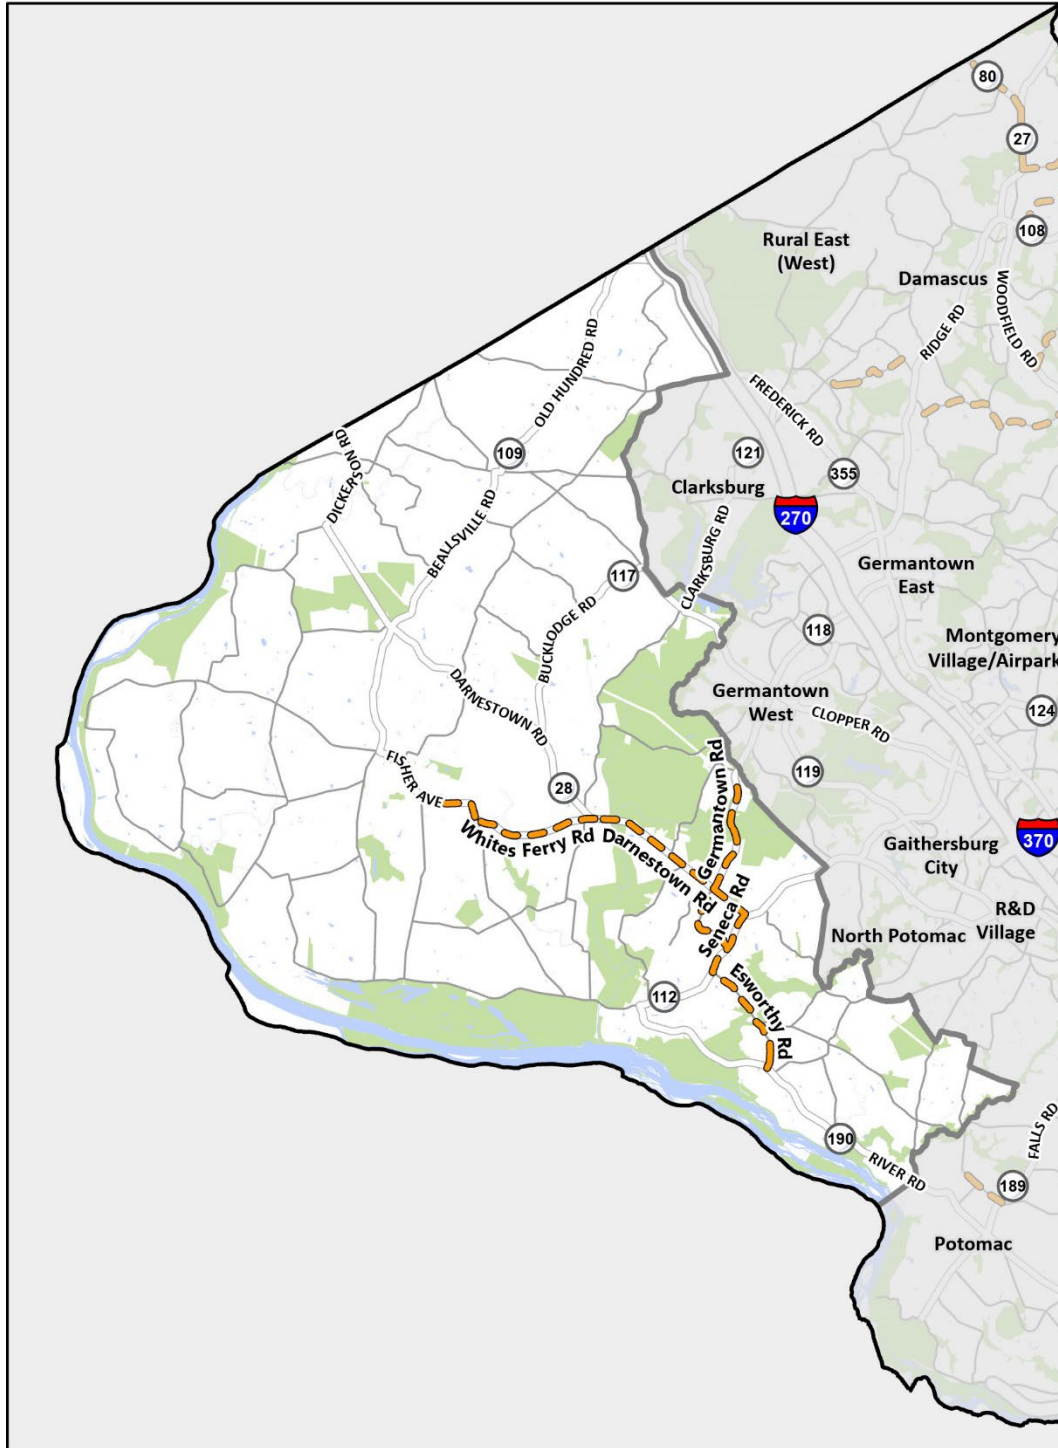 80
27
108
Rural East
(West)
Damascus
WOODFIELD RD
RIDGE RD
OLD HUNDRED RD
FREDERICK RD
DICKERSON RD
109
121
355
Clarksburg
270
BEALLSVILLE RD
CLARKSBURG RD
Germantown
East
117
BUCKLODGE RD
118
Montgomery
Village/Airpark
DARNESTOWN RD
Germantown
West
124
CLOPPER RD
FISHER AVE
28
119
Germantown Rd
Whites Ferry Rd
Darnestown Rd
370
Gaithersburg
City
Seneca Rd
R&D
Village
North Potomac
112
Esworthy Rd
190
RIVER RD
FALLS RD
189
Potomac